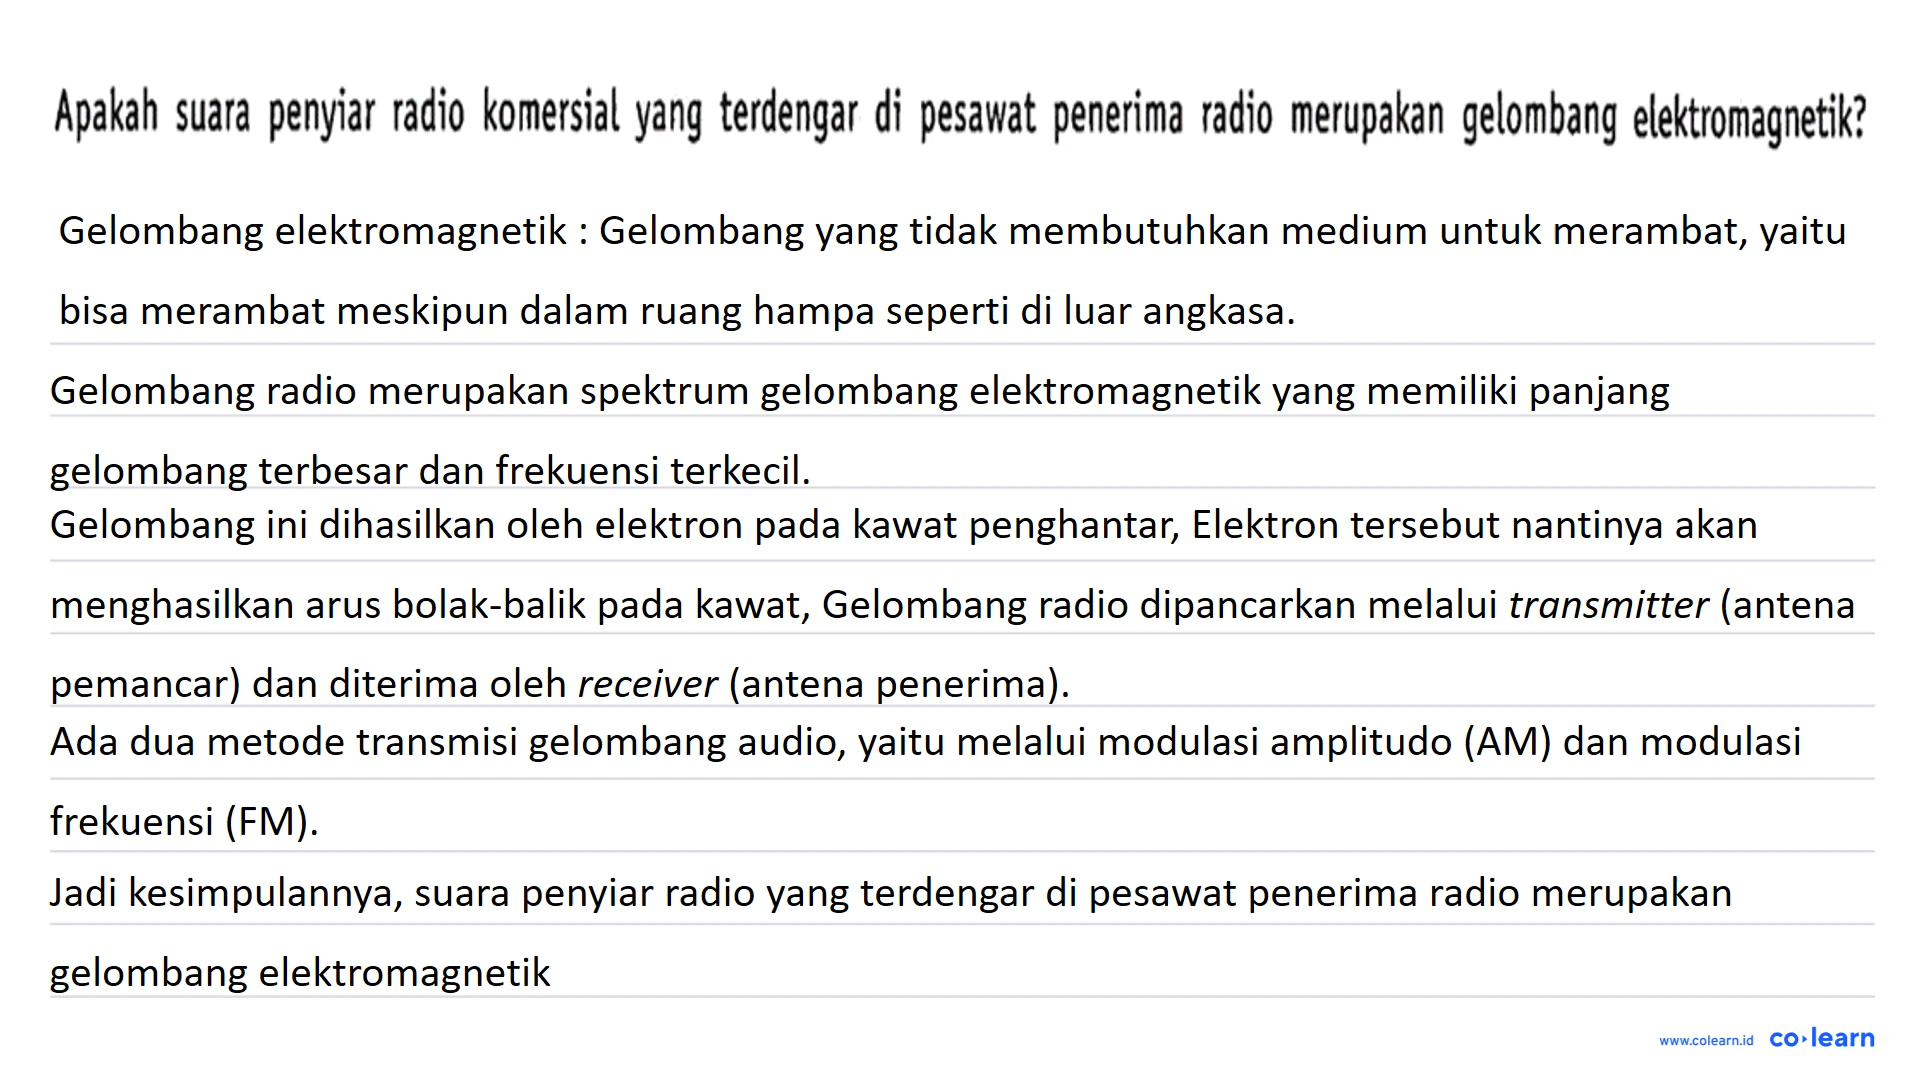 Apakah suara penyiar radio komersial yang terdengar di pesawat penerima radio merupakan gelombang elektromagnetik?
Gelombang elektromagnetik : Gelombang yang tidak membutuhkan medium untuk merambat, yaitu
bisa merambat meskipun dalam ruang hampa seperti di luar angkasa.
Gelombang radio merupakan spektrum gelombang elektromagnetik yang memiliki panjang
gelombang terbesar dan frekuensi terkecil.
Gelombang ini dihasilkan oleh elektron pada kawat penghantar, Elektron tersebut nantinya akan
menghasilkan arus bolak-balik pada kawat, Gelombang radio dipancarkan melalui transmitter (antena
pemancar) dan diterima oleh receiver (antena penerima).
Ada dua metode transmisi gelombang audio, yaitu melalui modulasi amplitudo (AM) dan modulasi
frekuensi (FM).
Jadi kesimpulannya, suara penyiar radio yang terdengar di pesawat penerima radio merupakan
gelombang elektromagnetik
www.colearn.id co learn